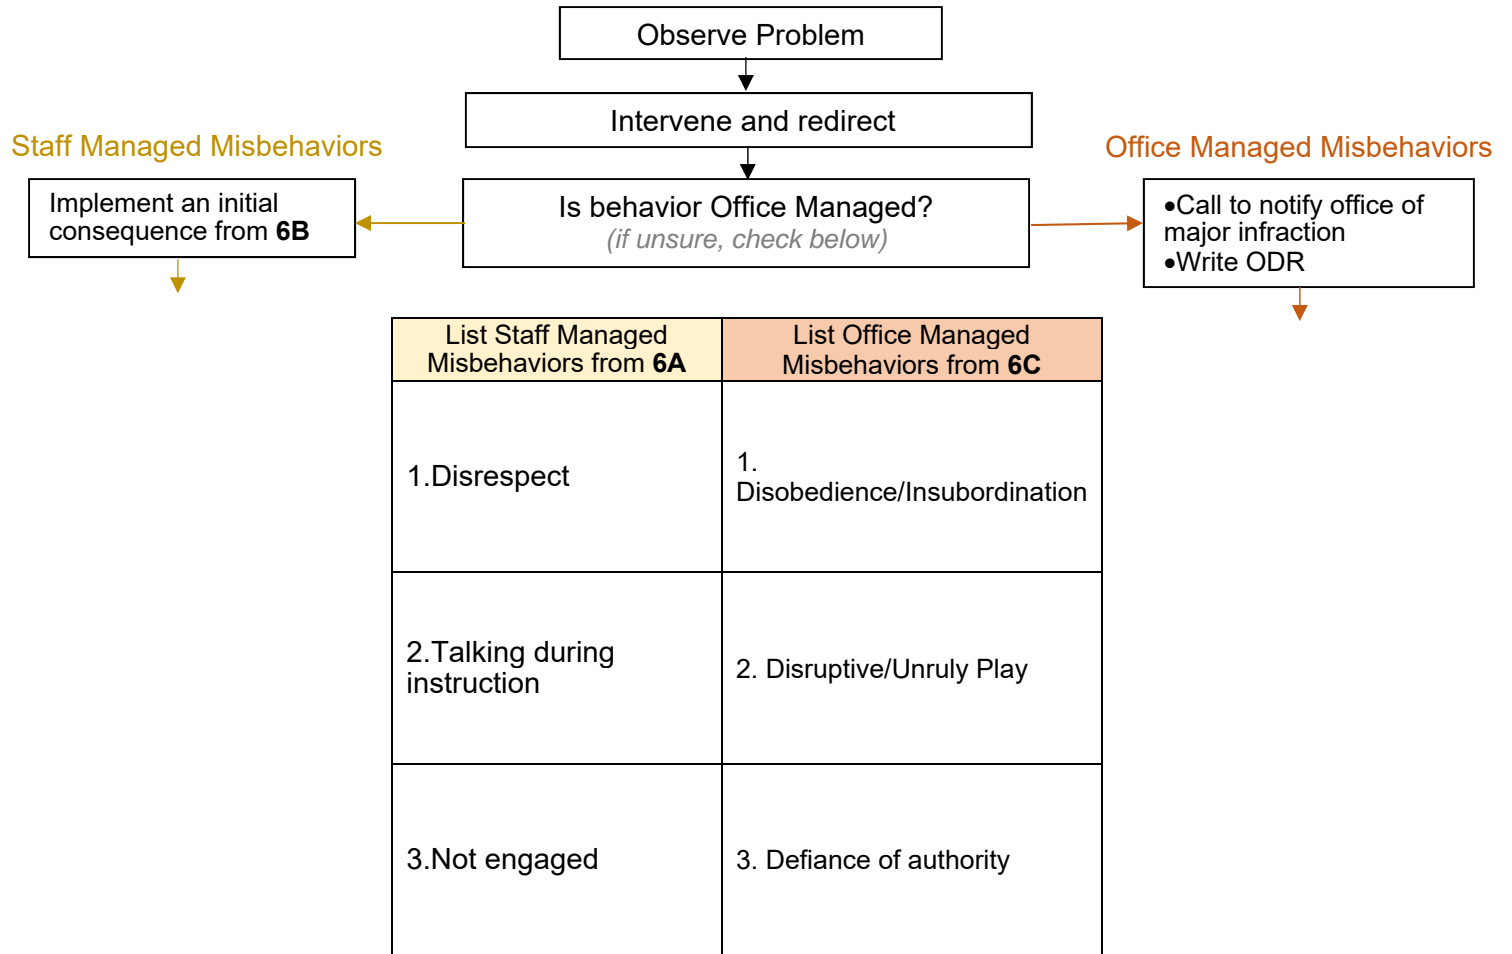 Observe Problem
Intervene and redirect
Staff Managed Misbehaviors
Office Managed Misbehaviors
Implement an initial
consequence from 6B
Is behavior Office Managed?
(if unsure, check below)
•Call to notify office of
major infraction
•Write ODR
List Staff Managed
Misbehaviors from 6A
List Office Managed
Misbehaviors from 6C
1.Disrespect
1.
Disobedience/Insubordination
2.Talking during
instruction
2. Disruptive/Unruly Play
3.Not engaged
3. Defiance of authority